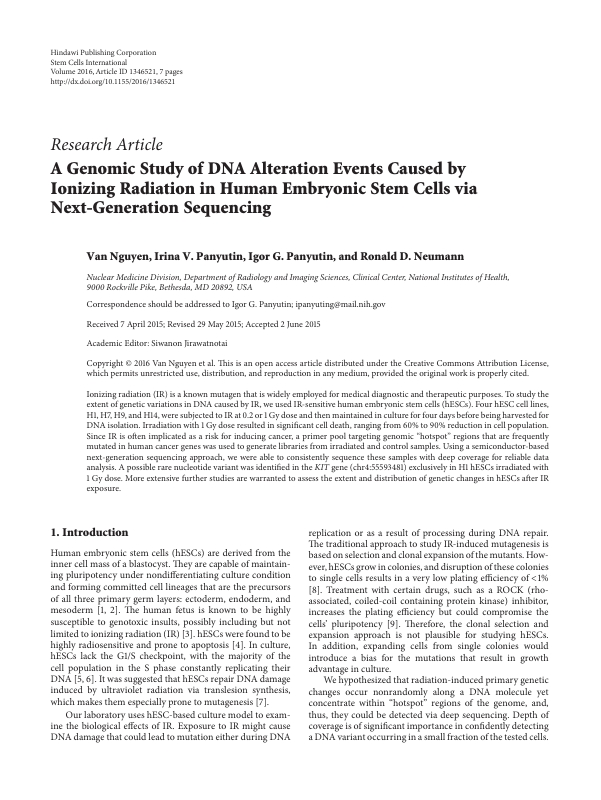 Hindawi Publishing Corporation
Stem Cells International
Volume 2016, Article ID 1346521, 7 pages
http://dx.doi.org/10.1155/2016/1346521
Research Article
A Genomic Study of DNA Alteration Events Caused by
Ionizing Radiation in Human Embryonic Stem Cells via
Next-Generation Sequencing
Van Nguyen, Irina V. Panyutin, Igor G. Panyutin, and Ronald D. Neumann
Nuclear Medicine Division, Department of Radiology and Imaging Sciences, Clinical Center, National Institutes of Health,
9000 Rockville Pike, Bethesda, MD 20892, USA
Correspondence should be addressed to Igor G. Panyutin; ipanyuting@mail.nih.gov
Received 7 April 2015; Revised 29 May 2015; Accepted 2 June 2015
Academic Editor: Siwanon Jirawatnotai
Copyright © 2016 Van Nguyen et al. This is an open access article distributed under the Creative Commons Attribution License,
which permits unrestricted use, distribution, and reproduction in any medium, provided the original work is properly cited.
Ionizing radiation (IR) is a known mutagen that is widely employed for medical diagnostic and therapeutic purposes. To study the
extent of genetic variations in DNA caused by IR, we used IR-sensitive human embryonic stem cells (hESCs). Four hESC cell lines,
H1, H7, H9, and H14, were subjected to IR at 0.2 or 1 Gy dose and then maintained in culture for four days before being harvested for
DNA isolation. Irradiation with 1 Gy dose resulted in significant cell death, ranging from 60% to 90% reduction in cell population.
Since IR is often implicated as a risk for inducing cancer, a primer pool targeting genomic “hotspot” regions that are frequently
mutated in human cancer genes was used to generate libraries from irradiated and control samples. Using a semiconductor-based
next-generation sequencing approach, we were able to consistently sequence these samples with deep coverage for reliable data
analysis. A possible rare nucleotide variant was identified in the KIT gene (chr4:55593481) exclusively in H1 hESCs irradiated with
1 Gy dose. More extensive further studies are warranted to assess the extent and distribution of genetic changes in hESCs after IR
exposure.
1. Introduction
Human embryonic stem cells (hESCs) are derived from the
inner cell mass of a blastocyst. They are capable of maintain-
ing pluripotency under nondifferentiating culture condition
and forming committed cell lineages that are the precursors
of all three primary germ layers: ectoderm, endoderm, and
mesoderm [1, 2]. The human fetus is known to be highly
susceptible to genotoxic insults, possibly including but not
limited to ionizing radiation (IR) [3]. hESCs were found to be
highly radiosensitive and prone to apoptosis [4]. In culture,
hESCs lack the G1/S checkpoint, with the majority of the
cell population in the S phase constantly replicating their
DNA [5, 6]. It was suggested that hESCs repair DNA damage
induced by ultraviolet radiation via translesion synthesis,
which makes them especially prone to mutagenesis [7].
Our laboratory uses hESC-based culture model to exam-
ine the biological effects of IR. Exposure to IR might cause
DNA damage that could lead to mutation either during DNA
replication or as a result of processing during DNA repair.
The traditional approach to study IR-induced mutagenesis is
based on selection and clonal expansion of the mutants. How-
ever, hESCs grow in colonies, and disruption of these colonies
to single cells results in a very low plating efficiency of <1%
[8]. Treatment with certain drugs, such as a ROCK (rho-
associated, coiled-coil containing protein kinase) inhibitor,
increases the plating efficiency but could compromise the
cells’ pluripotency [9]. Therefore, the clonal selection and
expansion approach is not plausible for studying hESCs.
In addition, expanding cells from single colonies would
introduce a bias for the mutations that result in growth
advantage in culture.
We hypothesized that radiation-induced primary genetic
changes occur nonrandomly along a DNA molecule yet
concentrate within “hotspot” regions of the genome, and,
thus, they could be detected via deep sequencing. Depth of
coverage is of significant importance in confidently detecting
a DNA variant occurring in a small fraction of the tested cells.